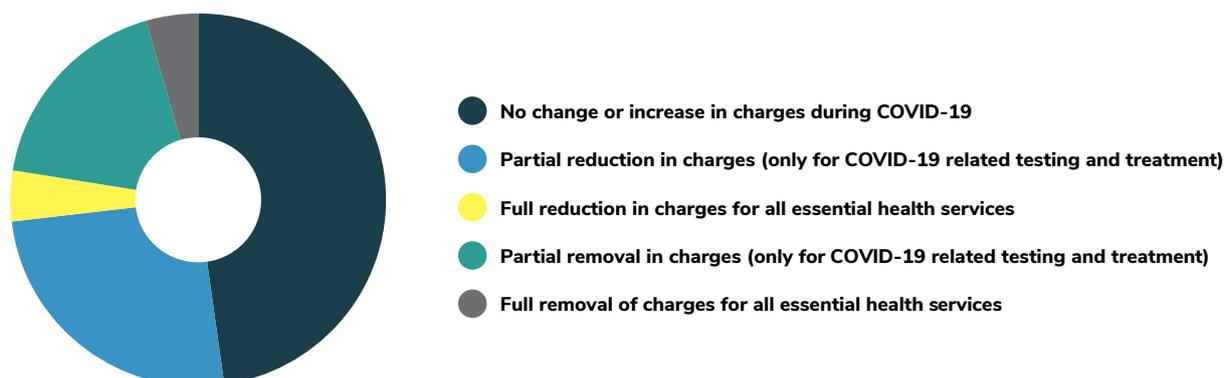 No change or increase in charges during COVID-19
Partial reduction in charges (only for COVID-19 related testing and treatment)
Full reduction in charges for all essential health services
Partial removal in charges (only for COVID-19 related testing and treatment)
Full removal of charges for all essential health services